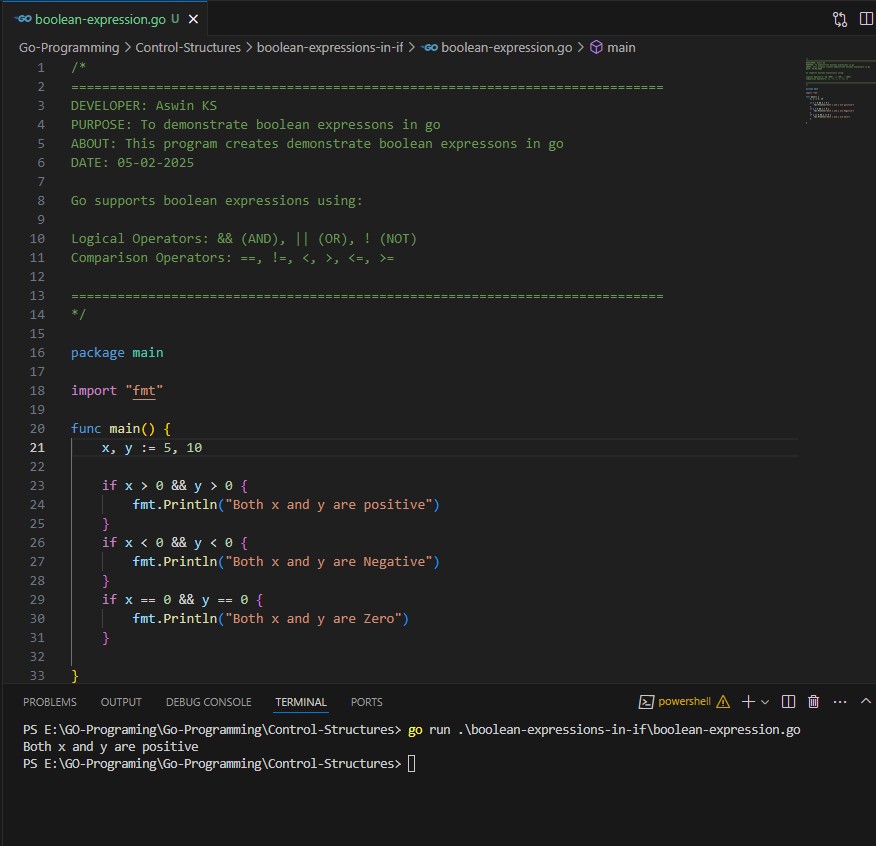 GO boolean-expression.go U ×
Go-Programming > Control-Structures > boolean-expressions-in-if > GO boolean-expression.go > main
1 /*
2 =============================================================================
3 DEVELOPER: Aswin KS
4 PURPOSE: To demonstrate boolean expressons in go
5 ABOUT: This program creates demonstrate boolean expressons in go
6 DATE: 05-02-2025
7
8 Go supports boolean expressions using:
9
10 Logical Operators: && (AND), || (OR), ! (NOT)
11 Comparison Operators: ==, !=, <, >, <=, >=
12
13 =============================================================================
14 */
15
16 package main
17
18 import "fmt"
19
20 func main() {
21     x, y := 5, 10
22
23     if x > 0 && y > 0 {
24         fmt.Println("Both x and y are positive")
25     }
26     if x < 0 && y < 0 {
27         fmt.Println("Both x and y are Negative")
28     }
29     if x == 0 && y == 0 {
30         fmt.Println("Both x and y are Zero")
31     }
32
33 }
PROBLEMS OUTPUT DEBUG CONSOLE TERMINAL PORTS powershell
PS E:\GO-Programing\Go-Programming\Control-Structures> go run .\boolean-expressions-in-if\boolean-expression.go
Both x and y are positive
PS E:\GO-Programing\Go-Programming\Control-Structures>